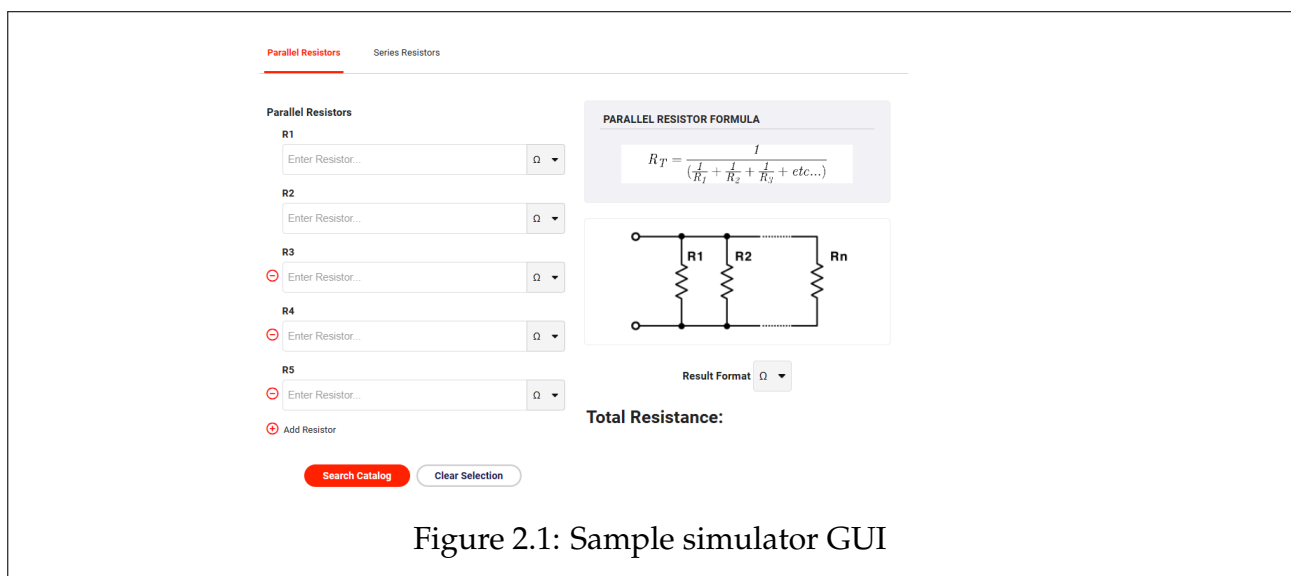 Parallel Resistors Series Resistors
Parallel Resistors
R1
Enter Resistor... Ω
R2
Enter Resistor... Ω
R3
Enter Resistor... Ω
R4
Enter Resistor... Ω
R5
Enter Resistor... Ω
Add Resistor
Search Catalog Clear Selection
PARALLEL RESISTOR FORMULA
R_T = 1 / (1/R_1 + 1/R_2 + 1/R_3 + etc...)
R1 R2 Rn
Result Format Ω
Total Resistance:
Figure 2.1: Sample simulator GUI